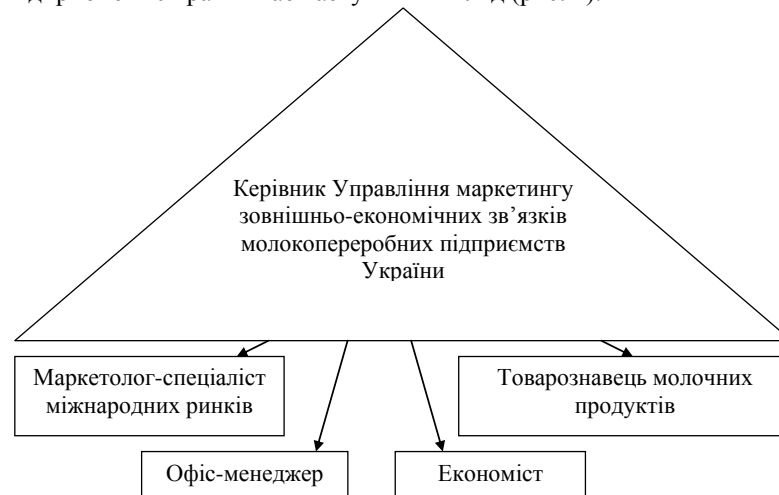 Керівник Управління маркетингу
зовнішньо-економічних зв’язків
молокопереробних підприємств
України
Маркетолог-спеціаліст
міжнародних ринків
Товарознавець молочних
продуктів
Офіс-менеджер
Економіст